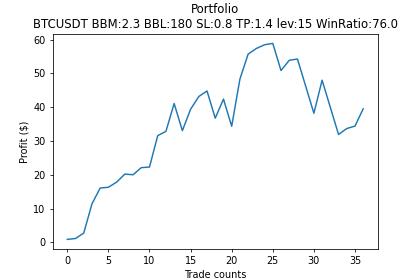 Portfolio
BTCUSDT BBM:2.3 BBL:180 SL:0.8 TP:1.4 lev:15 WinRatio:76.0
60
50
40
30
20
10
0
Profit ($)
0 5 10 15 20 25 30 35
Trade counts